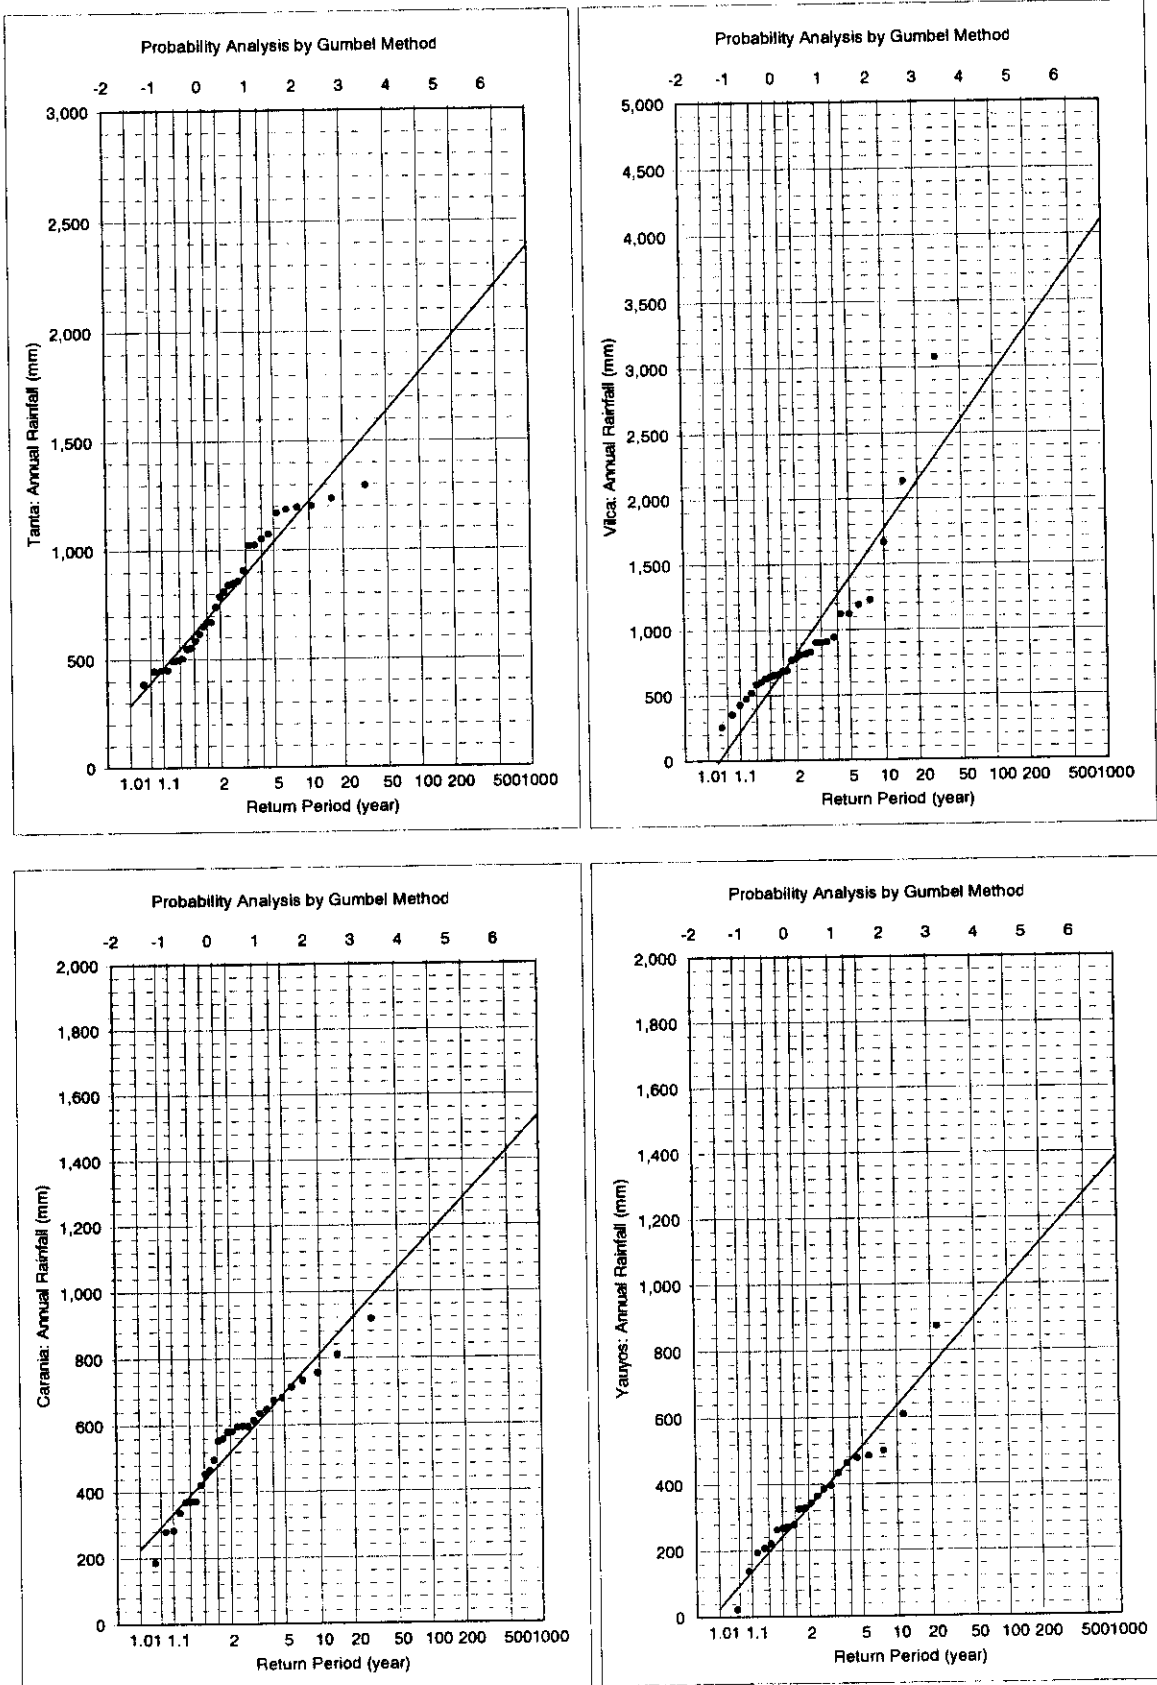 Probability Analysis by Gumbel Method
-2 -1 0 1 2 3 4 5 6
3,000
2,500
2,000
1,500
1,000
500
0
Tanta: Annual Rainfall (mm)
1.01 1.1 2 5 10 20 50 100 200 5001000
Return Period (year)
Probability Analysis by Gumbel Method
-2 -1 0 1 2 3 4 5 6
5,000
4,500
4,000
3,500
3,000
2,500
2,000
1,500
1,000
500
0
Vilca: Annual Rainfall (mm)
1.01 1.1 2 5 10 20 50 100 200 5001000
Return Period (year)
Probability Analysis by Gumbel Method
-2 -1 0 1 2 3 4 5 6
2,000
1,800
1,600
1,400
1,200
1,000
800
600
400
200
0
Carania: Annual Rainfall (mm)
1.01 1.1 2 5 10 20 50 100 200 5001000
Return Period (year)
Probability Analysis by Gumbel Method
-2 -1 0 1 2 3 4 5 6
2,000
1,800
1,600
1,400
1,200
1,000
800
600
400
200
0
Yauyos: Annual Rainfall (mm)
1.01 1.1 2 5 10 20 50 100 200 5001000
Return Period (year)